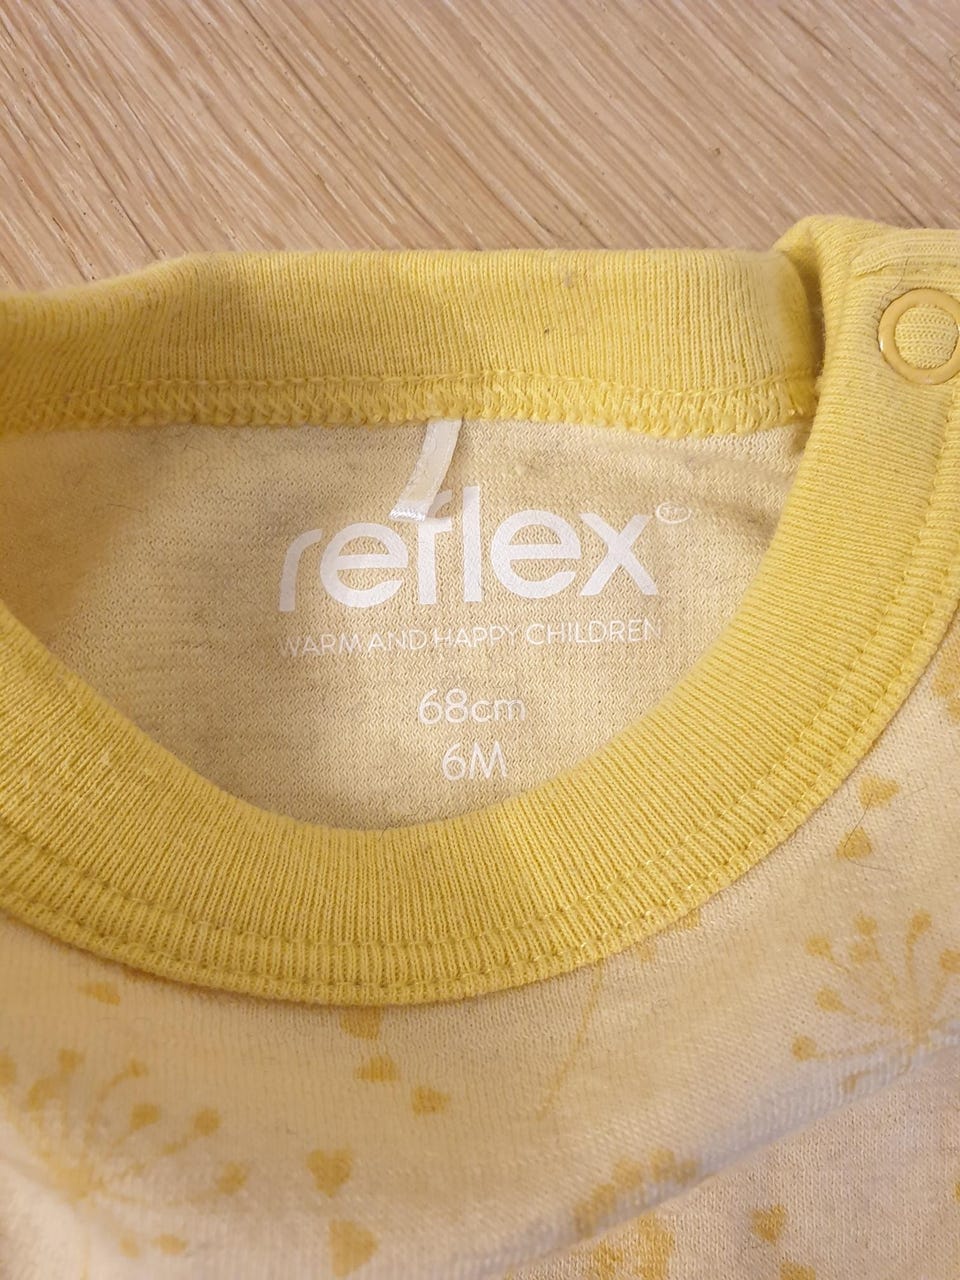 reflex
WARM AND HAPPY CHILDREN
68cm
6M